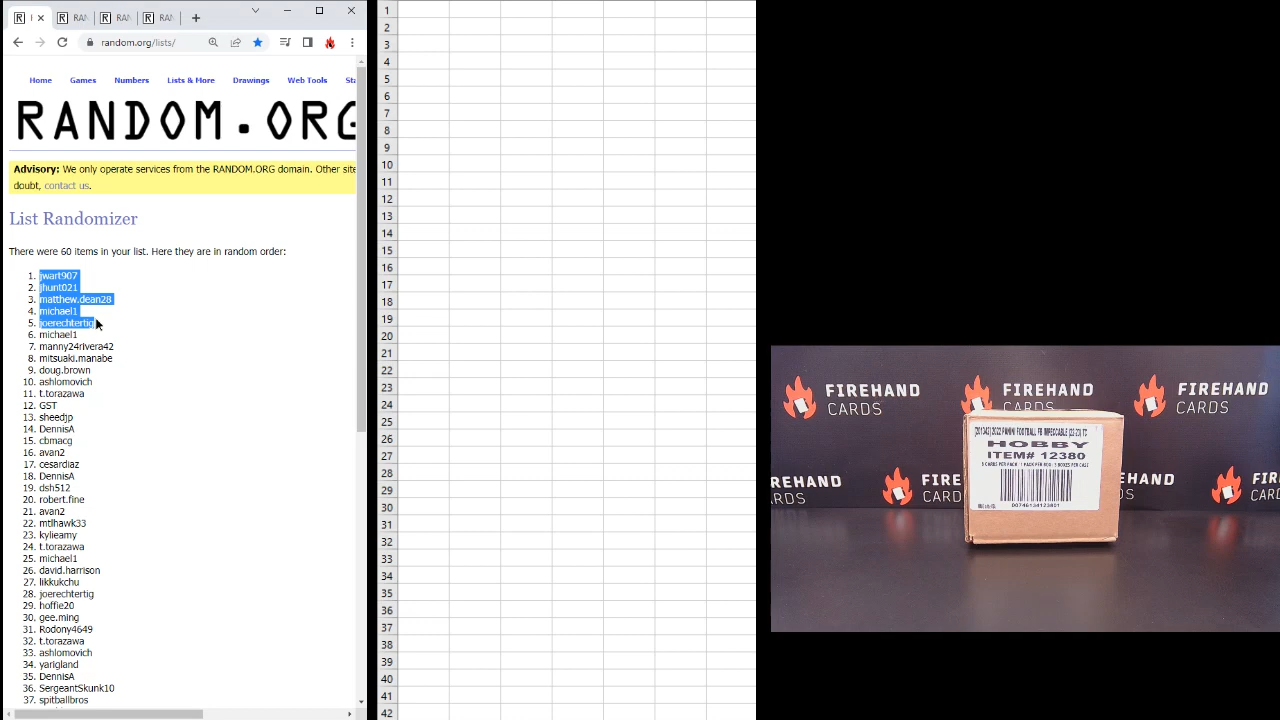 random.org/lists/
Home Games Numbers Lists & More Drawings Web Tools
RANDOM.ORG
Advisory: We only operate services from the RANDOM.ORG domain. Other
doubt, contact us.
List Randomizer
There were 60 items in your list. Here they are in random order:
1. jwart907
2. jhunt021
3. matthew.dean28
4. michael1
5. joerechtertig
6. michael1
7. manny24rivera42
8. mitsuaki.manabe
9. doug.brown
10. ashlomovich
11. t.torazawa
12. GST
13. sheedjp
14. DennisA
15. cbmacg
16. avan2
17. cesardiaz
18. DennisA
19. dsh512
20. robert.fine
21. avan2
22. mtlhawk33
23. kylieamy
24. t.torazawa
25. michael1
26. david.harrison
27. likkukchu
28. joerechtertig
29. hoffie20
30. gee.ming
31. Rodony4649
32. t.torazawa
33. ashlomovich
34. yarigland
35. DennisA
36. SergeantSkunk10
37. spitballbros
1
2
3
4
5
6
7
8
9
10
11
12
13
14
15
16
17
18
19
20
21
22
23
24
25
26
27
28
29
30
31
32
33
34
35
36
37
38
39
40
41
42
FIREHAND CARDS
FIREHAND CARDS
FIREHAND CARDS
HOBBY
ITEM# 12380